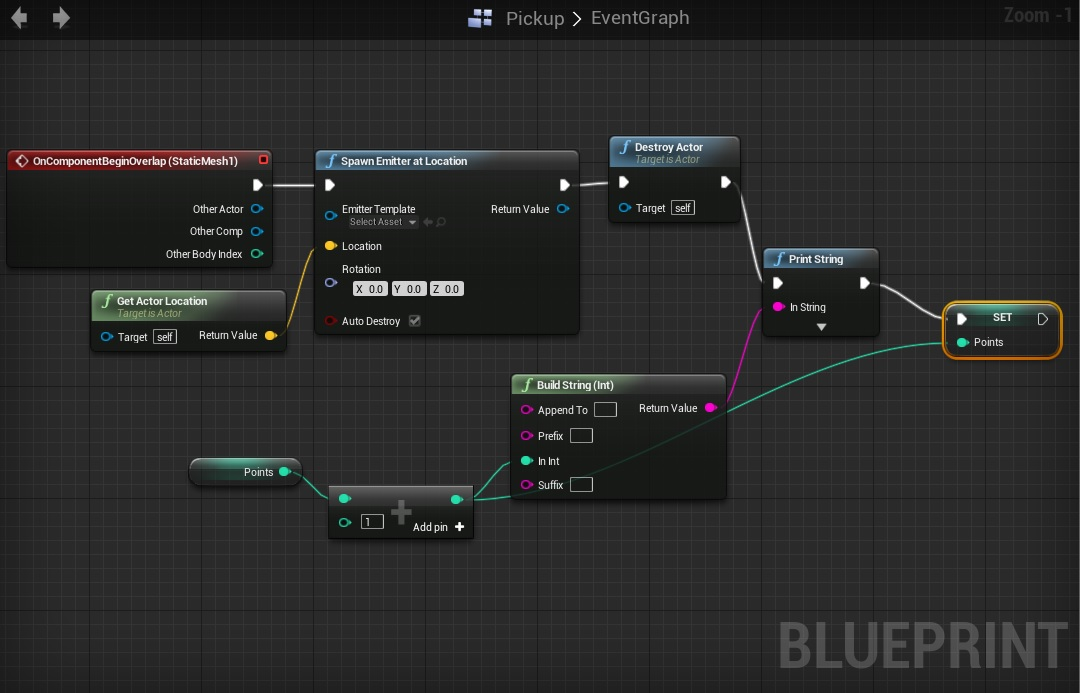 Pickup > EventGraph
Zoom -1
OnComponentBeginOverlap (StaticMesh1)
Other Actor
Other Comp
Other Body Index
f Get Actor Location
Target is Actor
Target self
Return Value
f Spawn Emitter at Location
Emitter Template
Select Asset
Return Value
Location
Rotation
X 0.0 Y 0.0 Z 0.0
Auto Destroy
f Destroy Actor
Target is Actor
Target self
f Print String
In String
SET
Points
f Build String (Int)
Append To
Return Value
Prefix
In Int
Suffix
Points
1
Add pin +
BLUEPRINT